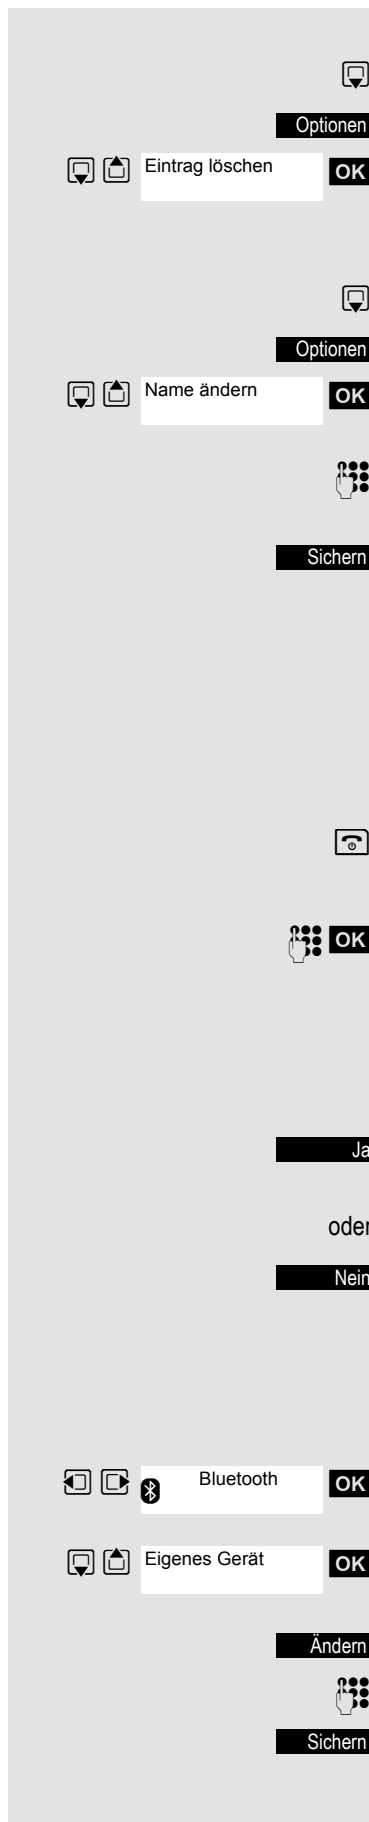 Optionen
Eintrag löschen OK
Optionen
Name ändern OK
Sichern
OK
Ja
oder
Nein
Bluetooth OK
Eigenes Gerät OK
Ändern
Sichern